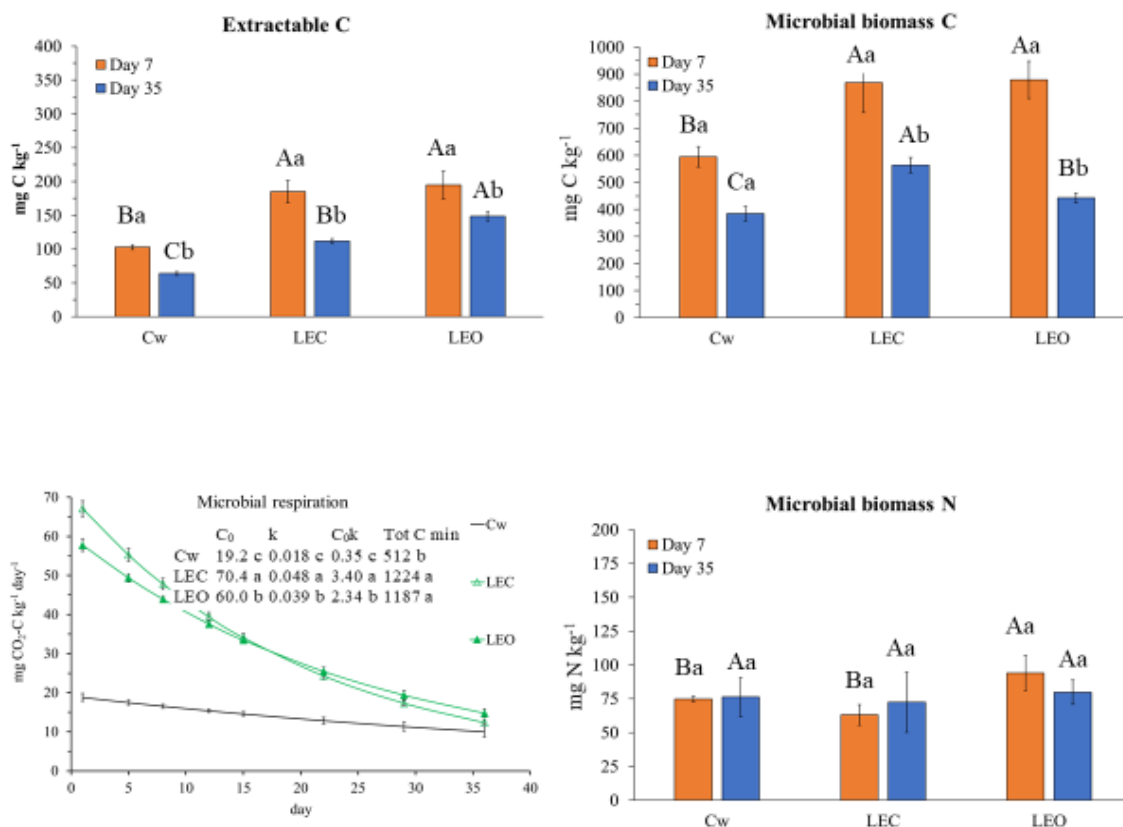 Extractable C
400
350
300
250
200
150
100
50
0
mg C kg-1
Day 7
Day 35
Ba
Cb
Aa
Bb
Aa
Ab
Cw LEC LEO
Microbial biomass C
1000
900
800
700
600
500
400
300
200
100
0
mg C kg-1
Day 7
Day 35
Ba
Ca
Aa
Ab
Aa
Bb
Cw LEC LEO
Microbial respiration
70
60
50
40
30
20
10
0
mg CO2-C kg-1 day-1
C0 k C0k Tot C min
Cw 19.2 c 0.018 c 0.35 c 512 b
LEC 70.4 a 0.048 a 3.40 a 1224 a
LEO 60.0 b 0.039 b 2.34 b 1187 a
Cw
LEC
LEO
0 5 10 15 20 25 30 35 40
day
Microbial biomass N
200
175
150
125
100
75
50
25
0
mg N kg-1
Day 7
Day 35
Ba
Aa
Ba
Aa
Aa
Aa
Cw LEC LEO